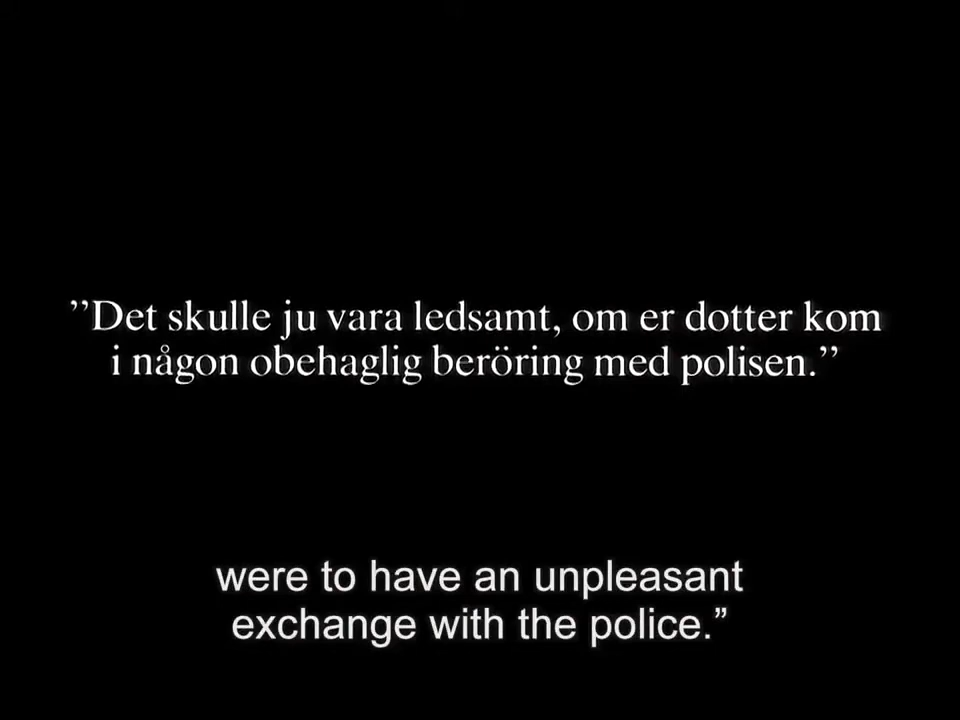 ”Det skulle ju vara ledsamt, om er dotter kom
i någon obehaglig beröring med polisen.”
were to have an unpleasant
exchange with the police.”